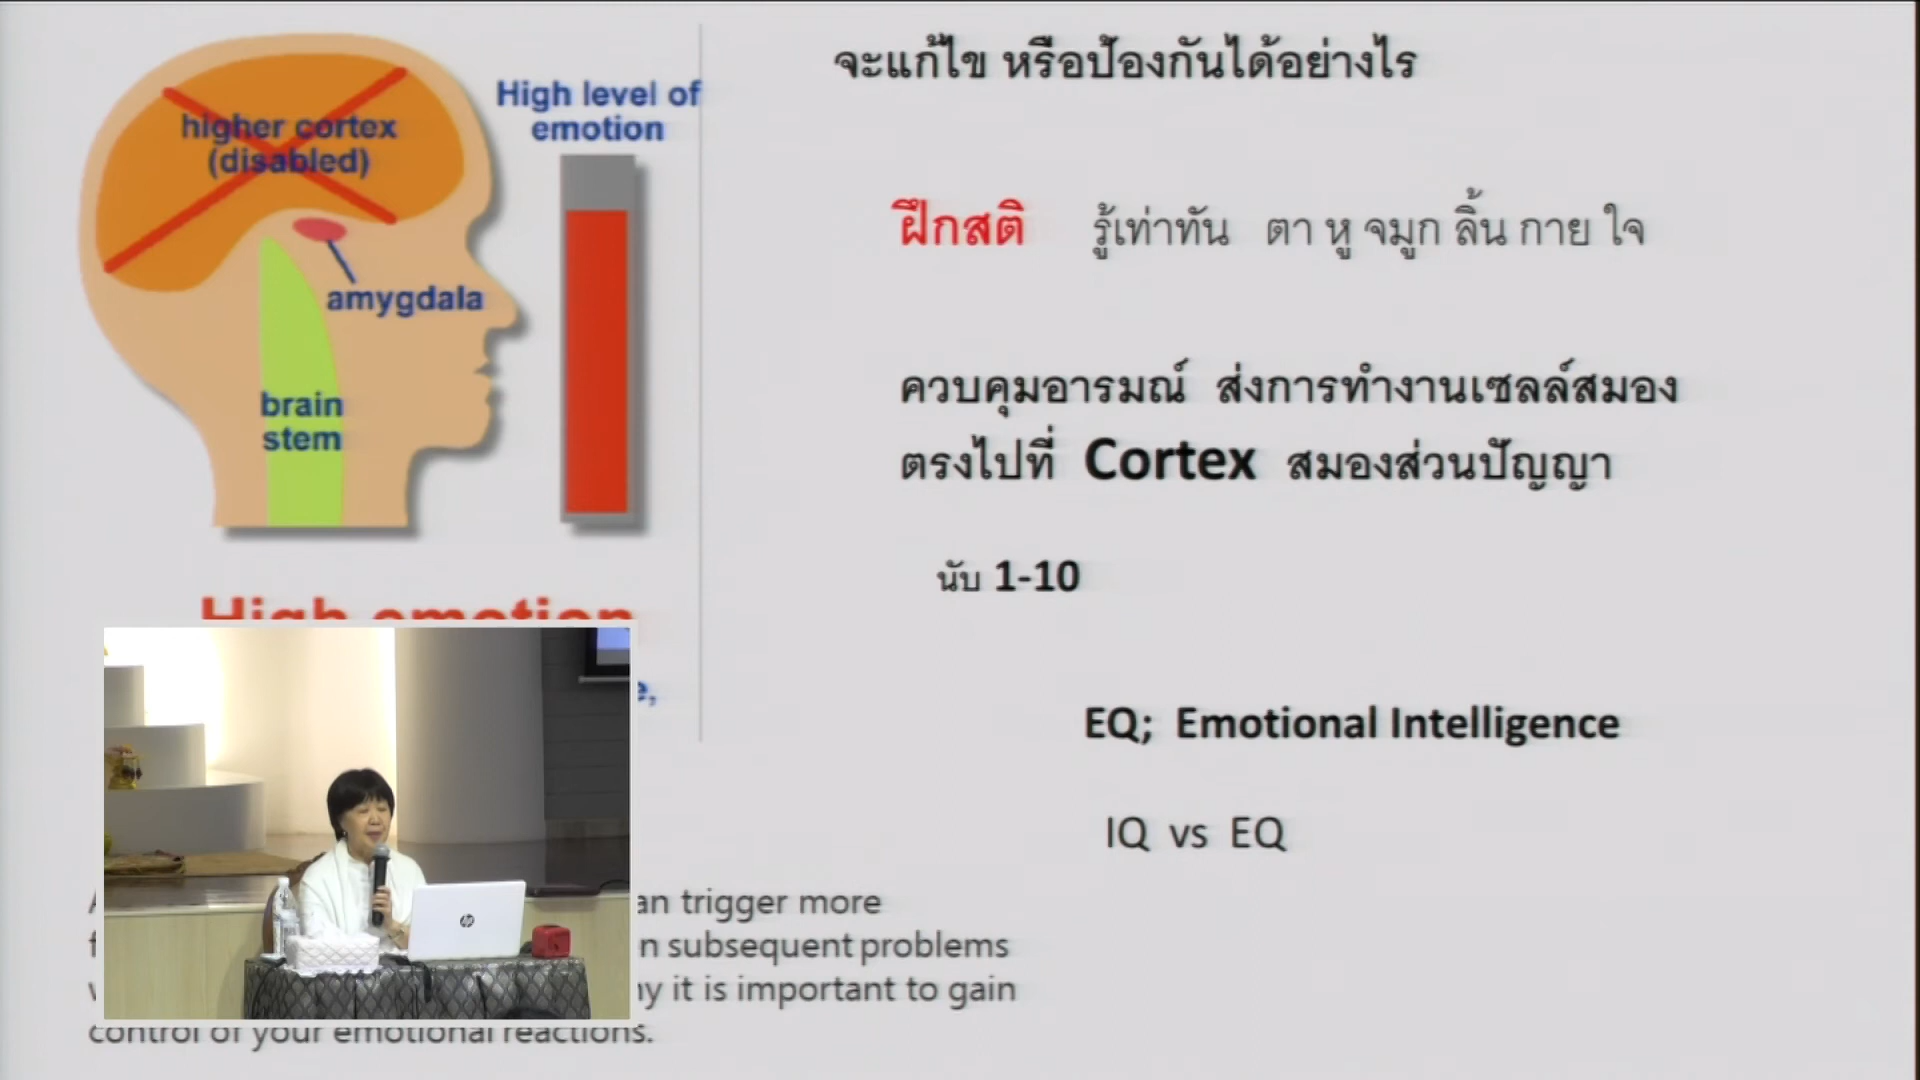 จะแก้ไข หรือป้องกันได้อย่างไร
higher cortex
(disabled)
High level of
emotion
amygdala
brain
stem
High emotion
ฝึกสติ รู้เท่าทัน ตา หู จมูก ลิ้น กาย ใจ
ควบคุมอารมณ์ ส่งการทำงานเซลล์สมอง
ตรงไปที่ Cortex สมองส่วนปัญญา
นับ 1-10
EQ; Emotional Intelligence
IQ vs EQ
trigger more
subsequent problems
it is important to gain
control of your emotional reactions.
hp